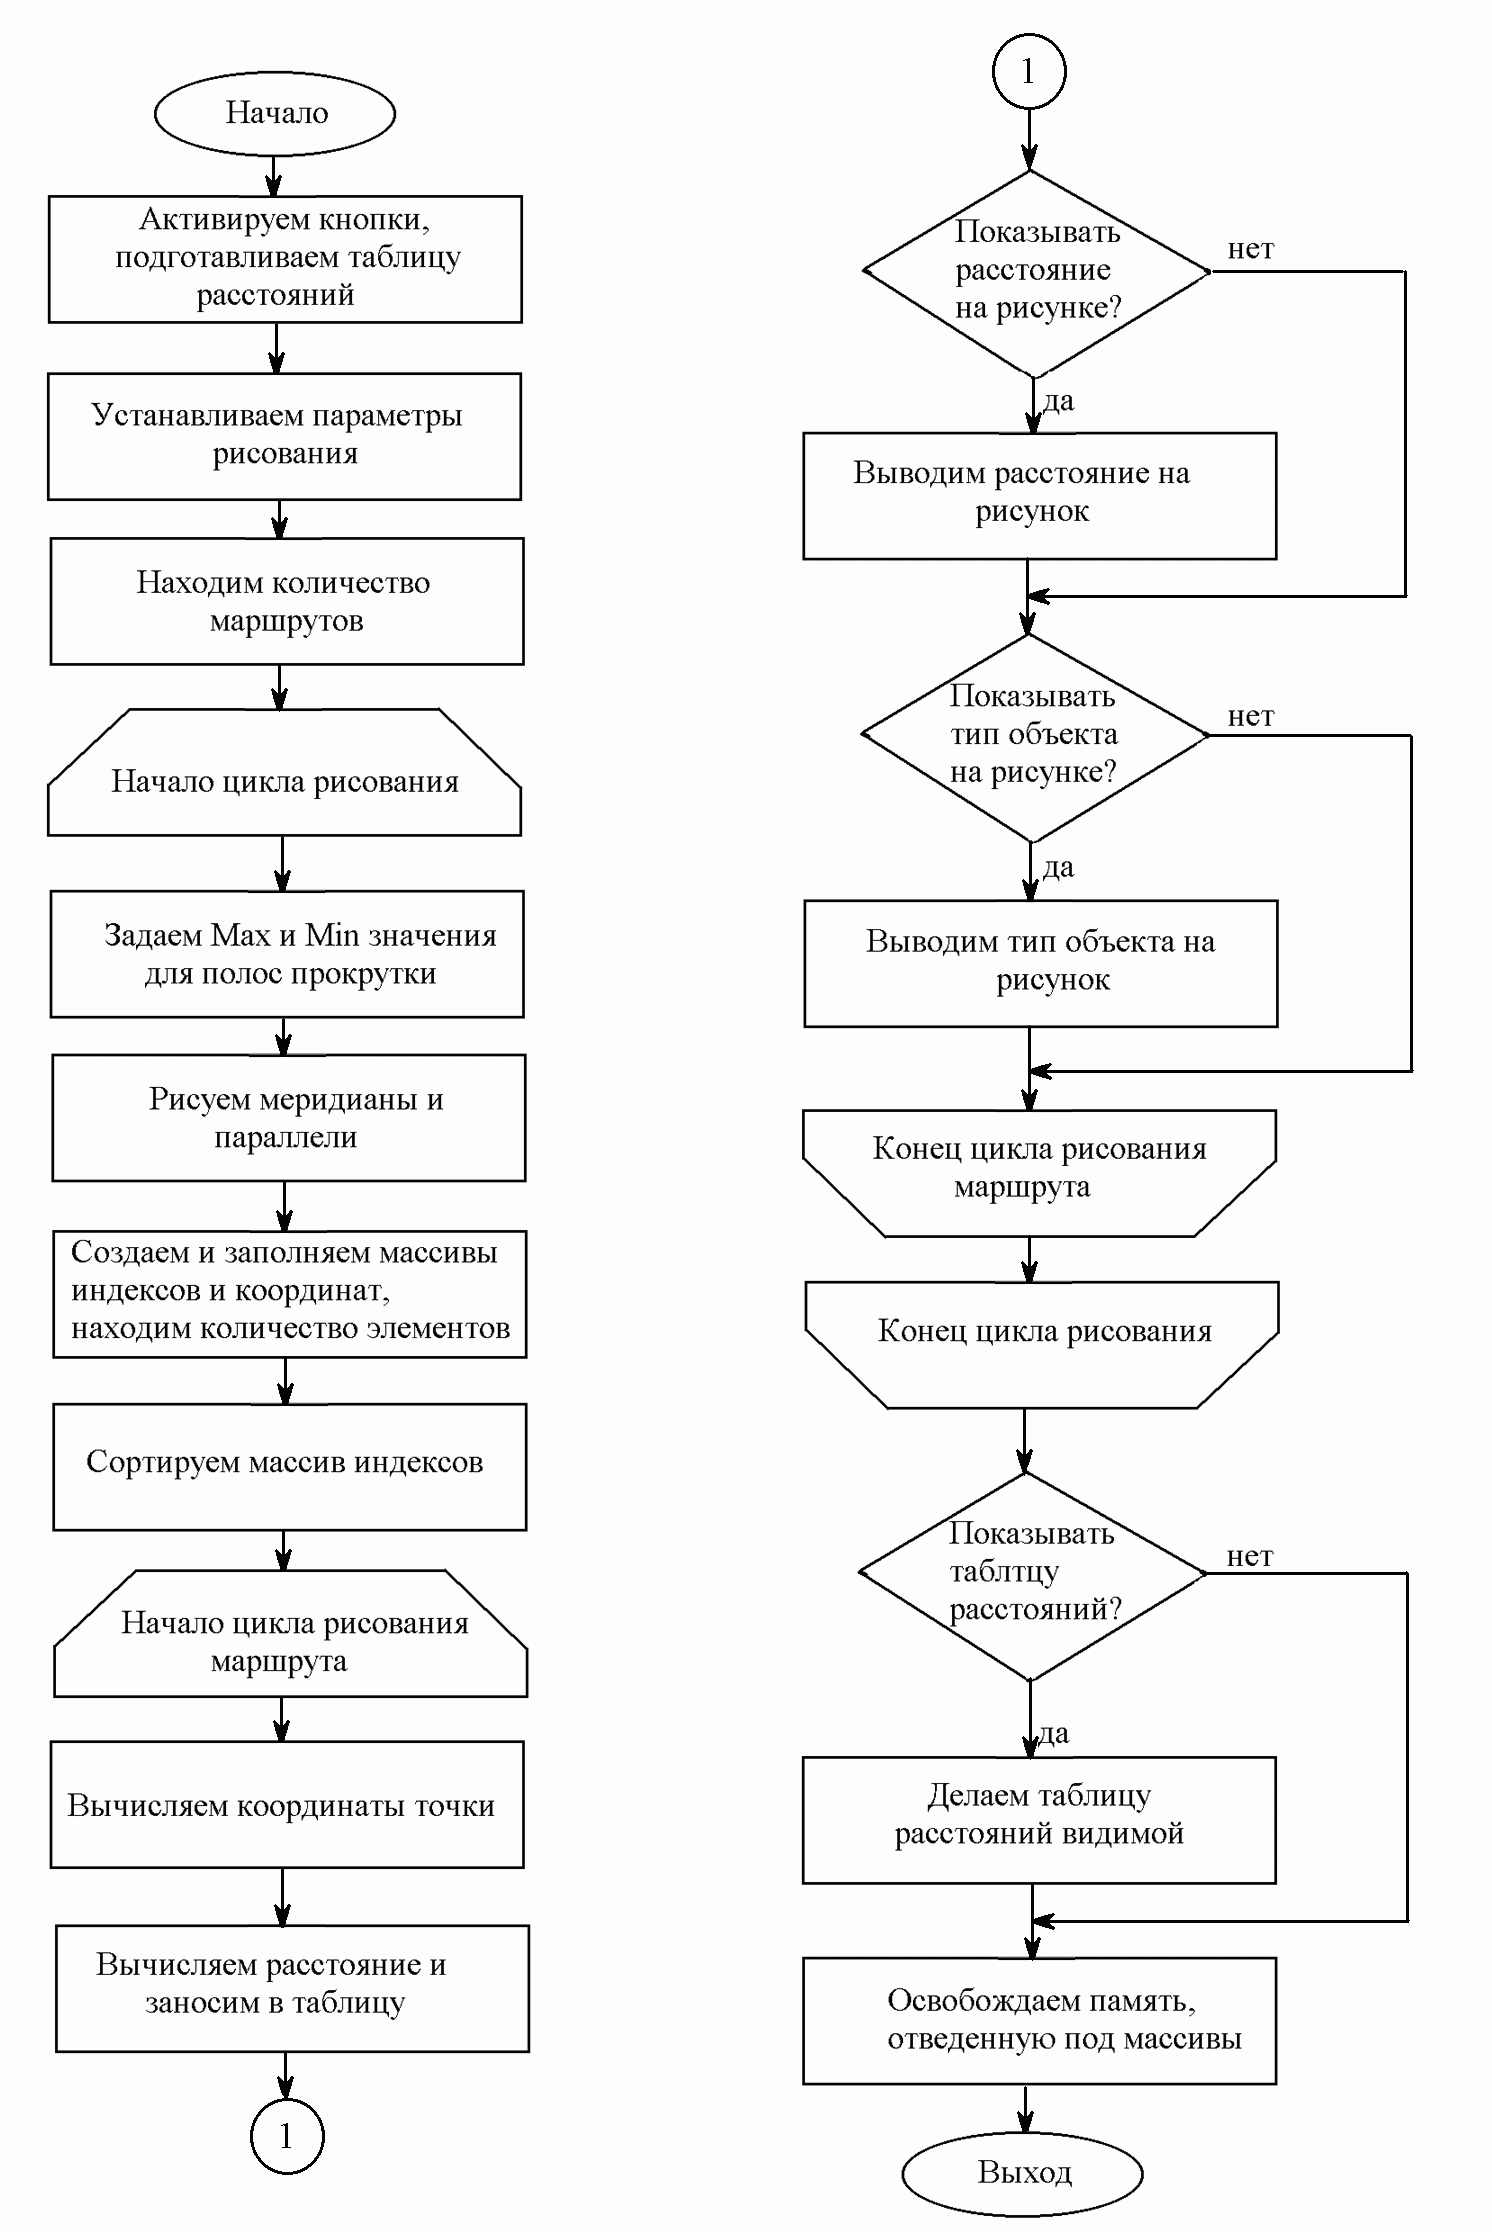 Начало
Активируем кнопки,
подготавливаем таблицу
расстояний
Устанавливаем параметры
рисования
Находим количество
маршрутов
Начало цикла рисования
Задаем Max и Min значения
для полос прокрутки
Рисуем меридианы и
параллели
Создаем и заполняем массивы
индексов и координат,
находим количество элементов
Сортируем массив индексов
Начало цикла рисования
маршрута
Вычисляем координаты точки
Вычисляем расстояние и
заносим в таблицу
1
1
Показывать
расстояние
на рисунке?
нет
да
Выводим расстояние на
рисунок
Показывать
тип объекта
на рисунке?
нет
да
Выводим тип объекта на
рисунок
Конец цикла рисования
маршрута
Конец цикла рисования
Показывать
таблтцу
расстояний?
нет
да
Делаем таблицу
расстояний видимой
Освобождаем память,
отведенную под массивы
Выход